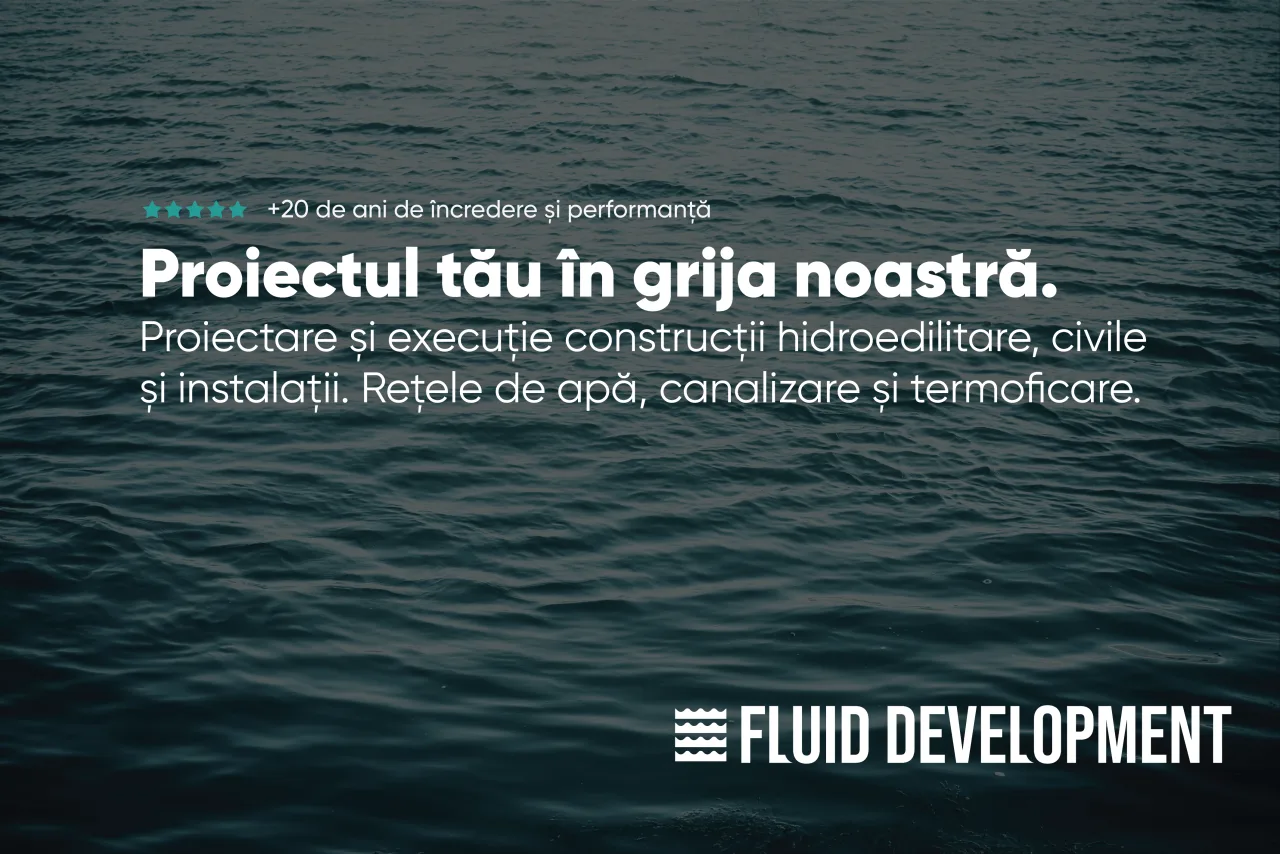 +20 de ani de încredere și performanță
Proiectul tău în grija noastră.
Proiectare și execuție construcții hidroedilitare, civile
și instalații. Rețele de apă, canalizare și termoficare.
FLUID DEVELOPMENT